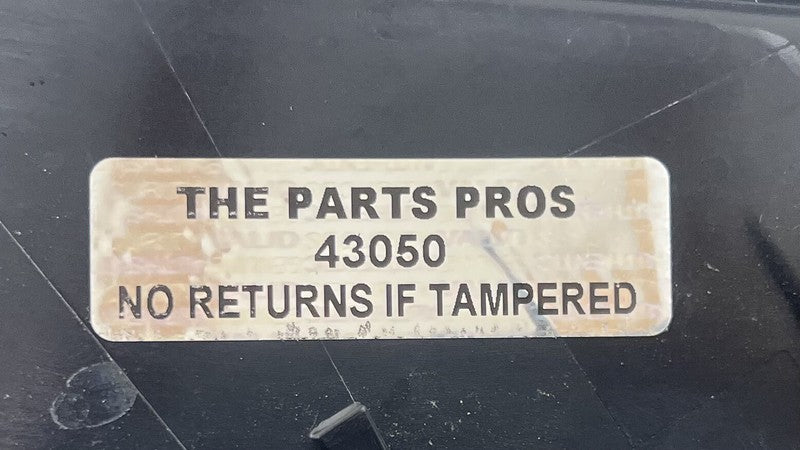 THE PARTS PROS
43050
NO RETURNS IF TAMPERED